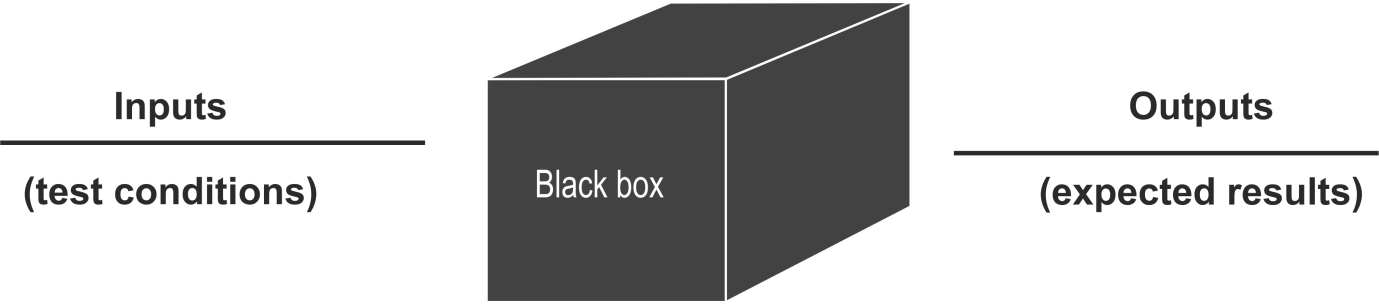 Inputs
(test conditions)
Black box
Outputs
(expected results)